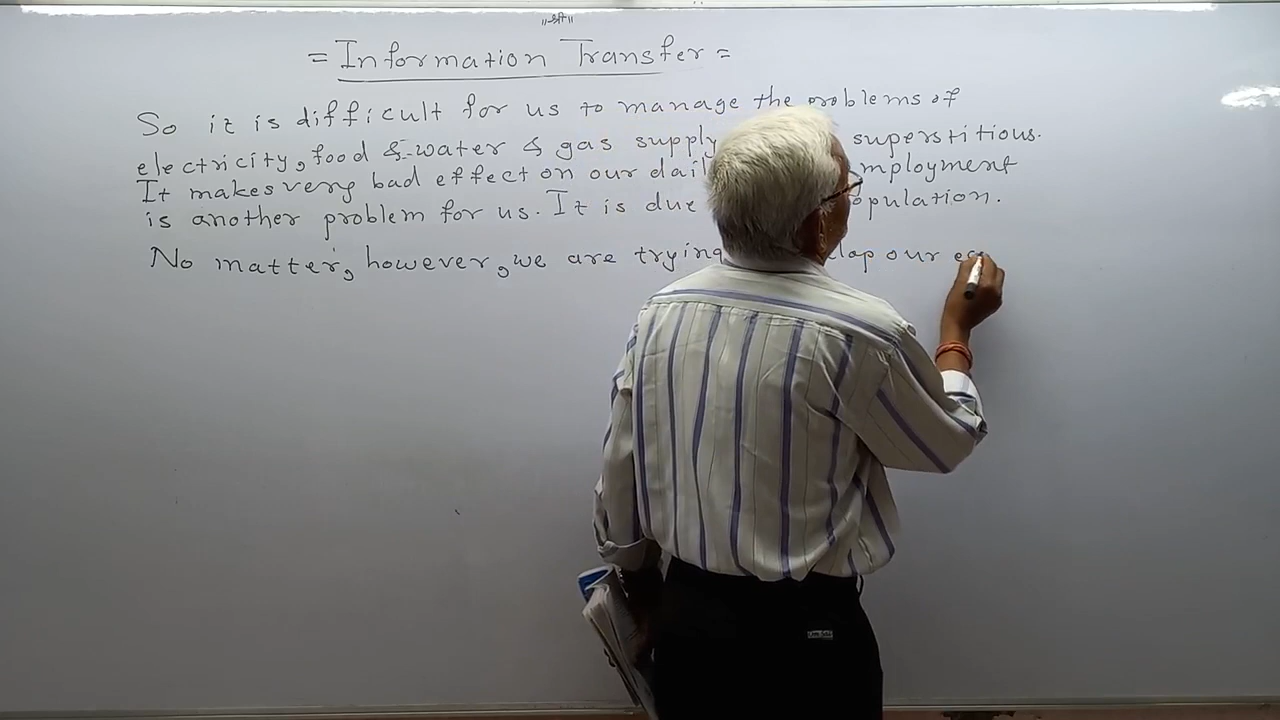 ॥श्री॥
= Information Transfer =
So it is difficult for us to manage the problems of
electricity, food & water & gas supply superstitious.
It makes very bad effect on our dail mployment
is another problem for us. It is due opulation.
No matter, however, we are trying lop our ec